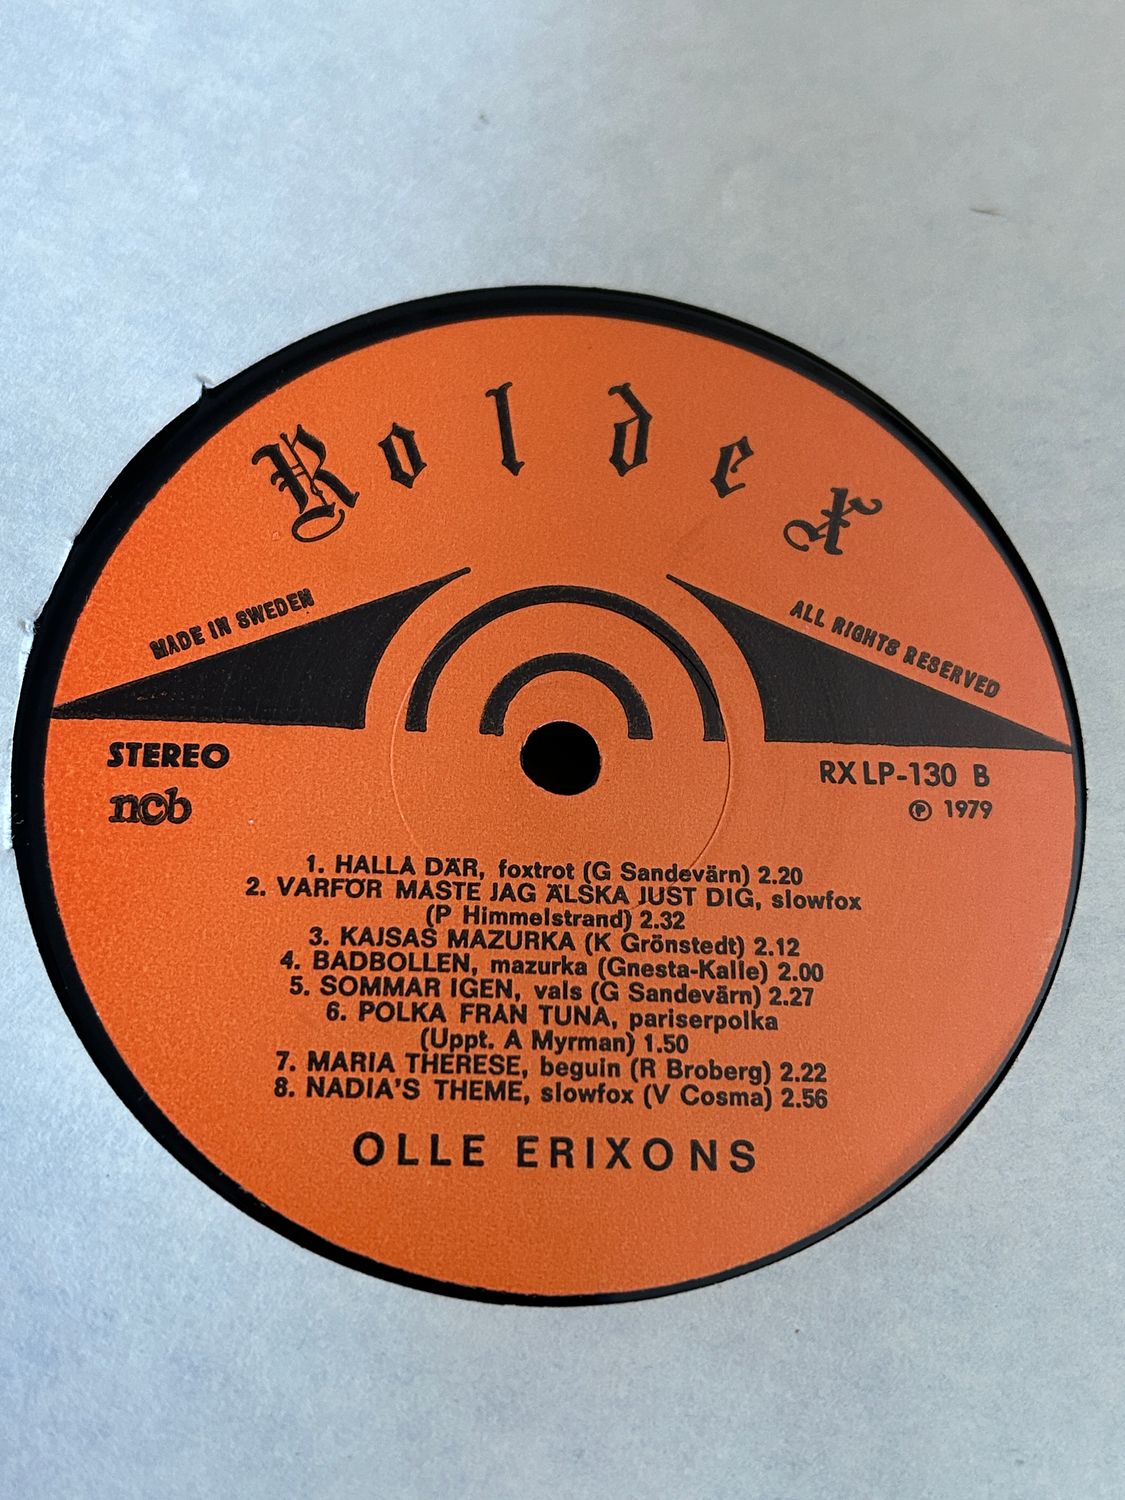 Roldex
MADE IN SWEDEN
ALL RIGHTS RESERVED
STEREO
ncb
RX LP-130 B
Ⓟ 1979
1. HALLA DÄR, foxtrot (G Sandevärn) 2.20
2. VARFÖR MASTE JAG ÄLSKA JUST DIG, slowfox
(P Himmelstrand) 2.32
3. KAJSAS MAZURKA (K Grönstedt) 2.12
4. BADBOLLEN, mazurka (Gnesta-Kalle) 2.00
5. SOMMAR IGEN, vals (G Sandevärn) 2.27
6. POLKA FRAN TUNA, pariserpolka
(Uppt. A Myrman) 1.50
7. MARIA THERESE, beguin (R Broberg) 2.22
8. NADIA'S THEME, slowfox (V Cosma) 2.56
OLLE ERIXONS